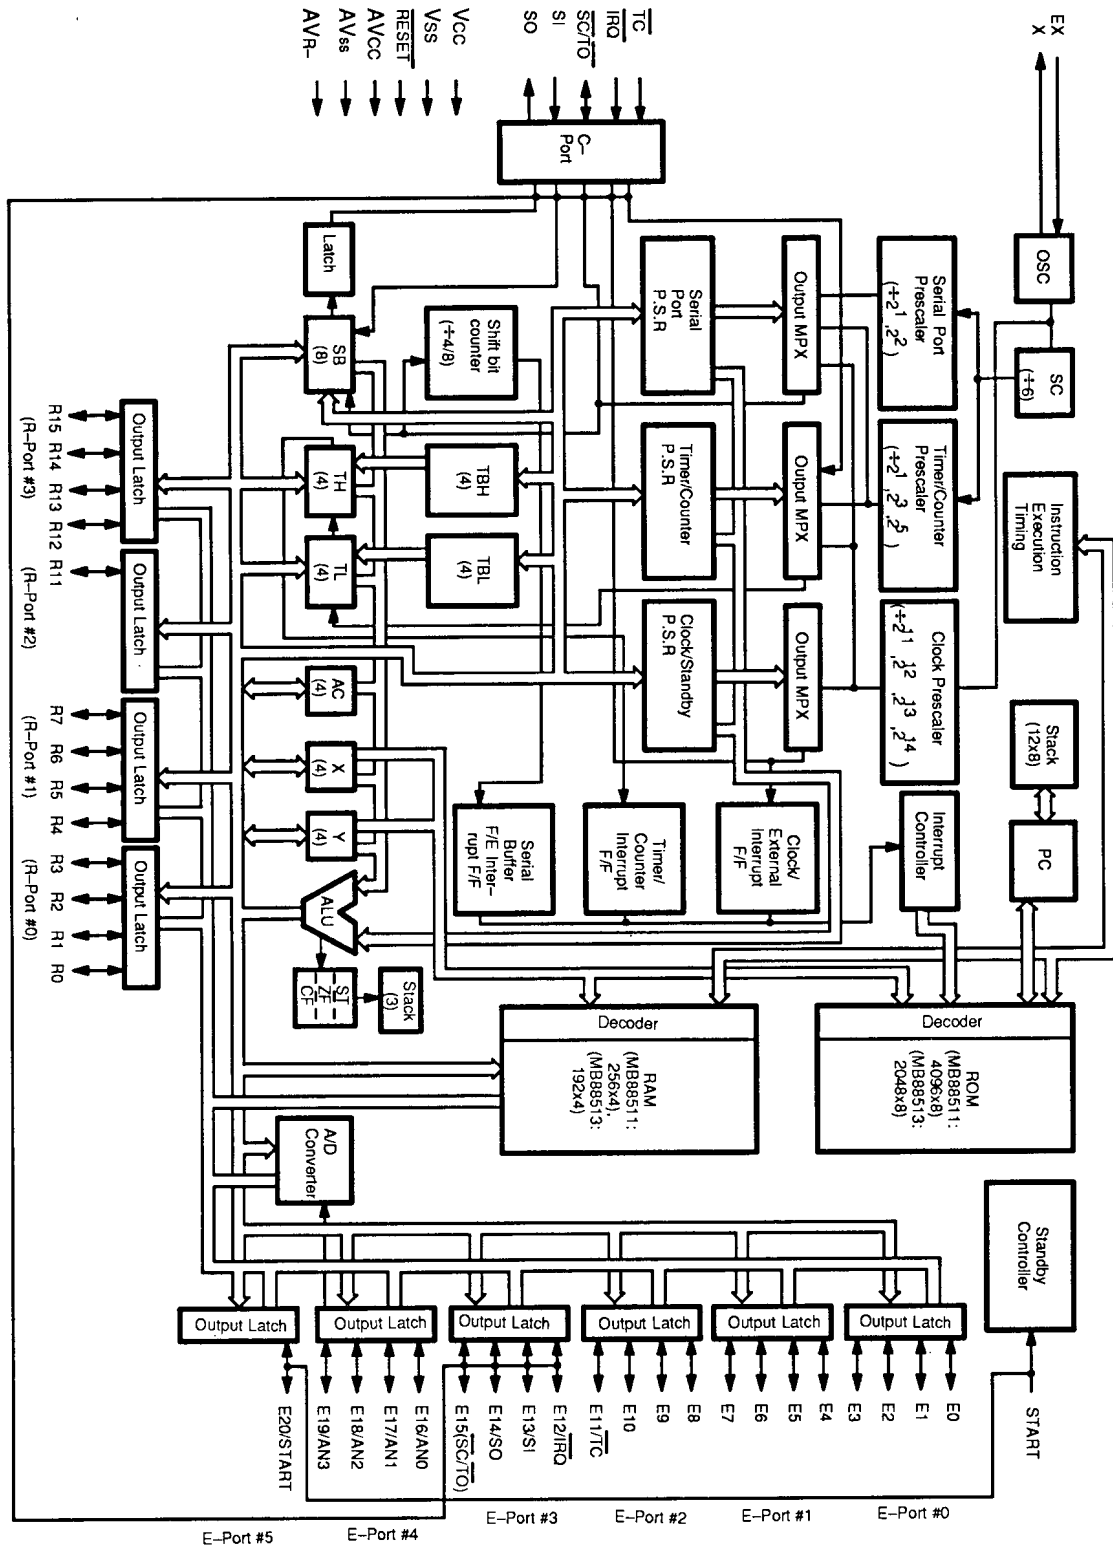 EX
X
OSC
SC
(÷6)
TC
IRQ
SC/TO
SI
SO
C–
Port
VCC
VSS
RESET
AVCC
AVss
AVR–
Serial Port
Prescaler
(÷2¹, 2²)
Timer/Counter
Prescaler
(÷2¹, 2³, 2⁵)
Clock Prescaler
(÷2¹¹, 2¹², 2¹³, 2¹⁴)
Instruction
Execution
Timing
Stack
(12x8)
PC
Interrupt
Controller
Output MPX
Output MPX
Output MPX
Serial
Port
P.S.R
Timer/Counter
P.S.R
Clock/Standby
P.S.R
Clock/
External
Interrupt
F/F
Timer/
Counter
Interrupt
F/F
Serial
Buffer
F/E Inter–
rupt F/F
Shift bit
counter
(÷4/8)
TBH
(4)
TBL
(4)
Latch
SB
(8)
TH
(4)
TL
(4)
AC
(4)
X
(4)
Y
(4)
ALU
ST
ZF
CF
Stack
(3)
Decoder
ROM
(MB88511:
4096x8)
(MB88513:
2048x8)
Decoder
RAM
(MB88511:
256x4),
(MB88513:
192x4)
A/D
Converter
Standby
Controller
START
Output Latch
R15
R14
R13
R12
(R–Port #3)
Output Latch
R11
(R–Port #2)
Output Latch
R7
R6
R5
R4
(R–Port #1)
Output Latch
R3
R2
R1
R0
(R–Port #0)
Output Latch
E0
E1
E2
E3
E–Port #0
Output Latch
E4
E5
E6
E7
E–Port #1
Output Latch
E8
E9
E10
E11/TC
E–Port #2
Output Latch
E12/IRQ
E13/SI
E14/SO
E15(SC/TO)
E–Port #3
Output Latch
E16/AN0
E17/AN1
E18/AN2
E19/AN3
E–Port #4
Output Latch
E20/START
E–Port #5